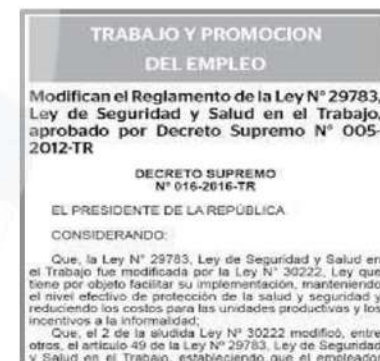 TRABAJO Y PROMOCION
DEL EMPLEO
Modifican el Reglamento de la Ley N° 29783,
Ley de Seguridad y Salud en el Trabajo,
aprobado por Decreto Supremo N° 005-
2012-TR
DECRETO SUPREMO
N° 016-2016-TR
EL PRESIDENTE DE LA REPÚBLICA
CONSIDERANDO:
Que, la Ley N° 29783, Ley de Seguridad y Salud en
el Trabajo fue modificada por la Ley N° 30222, Ley que
tiene por objeto facilitar su implementación, manteniendo
el nivel efectivo de protección de la salud y seguridad y
reduciendo los costos para las unidades productivas y los
incentivos a la informalidad;
Que, el 2 de la aludida Ley N° 30222 modificó, entre
otros, el artículo 49 de la Ley N° 29783, Ley de Seguridad
y Salud en el Trabajo, estableciendo que el empleador,